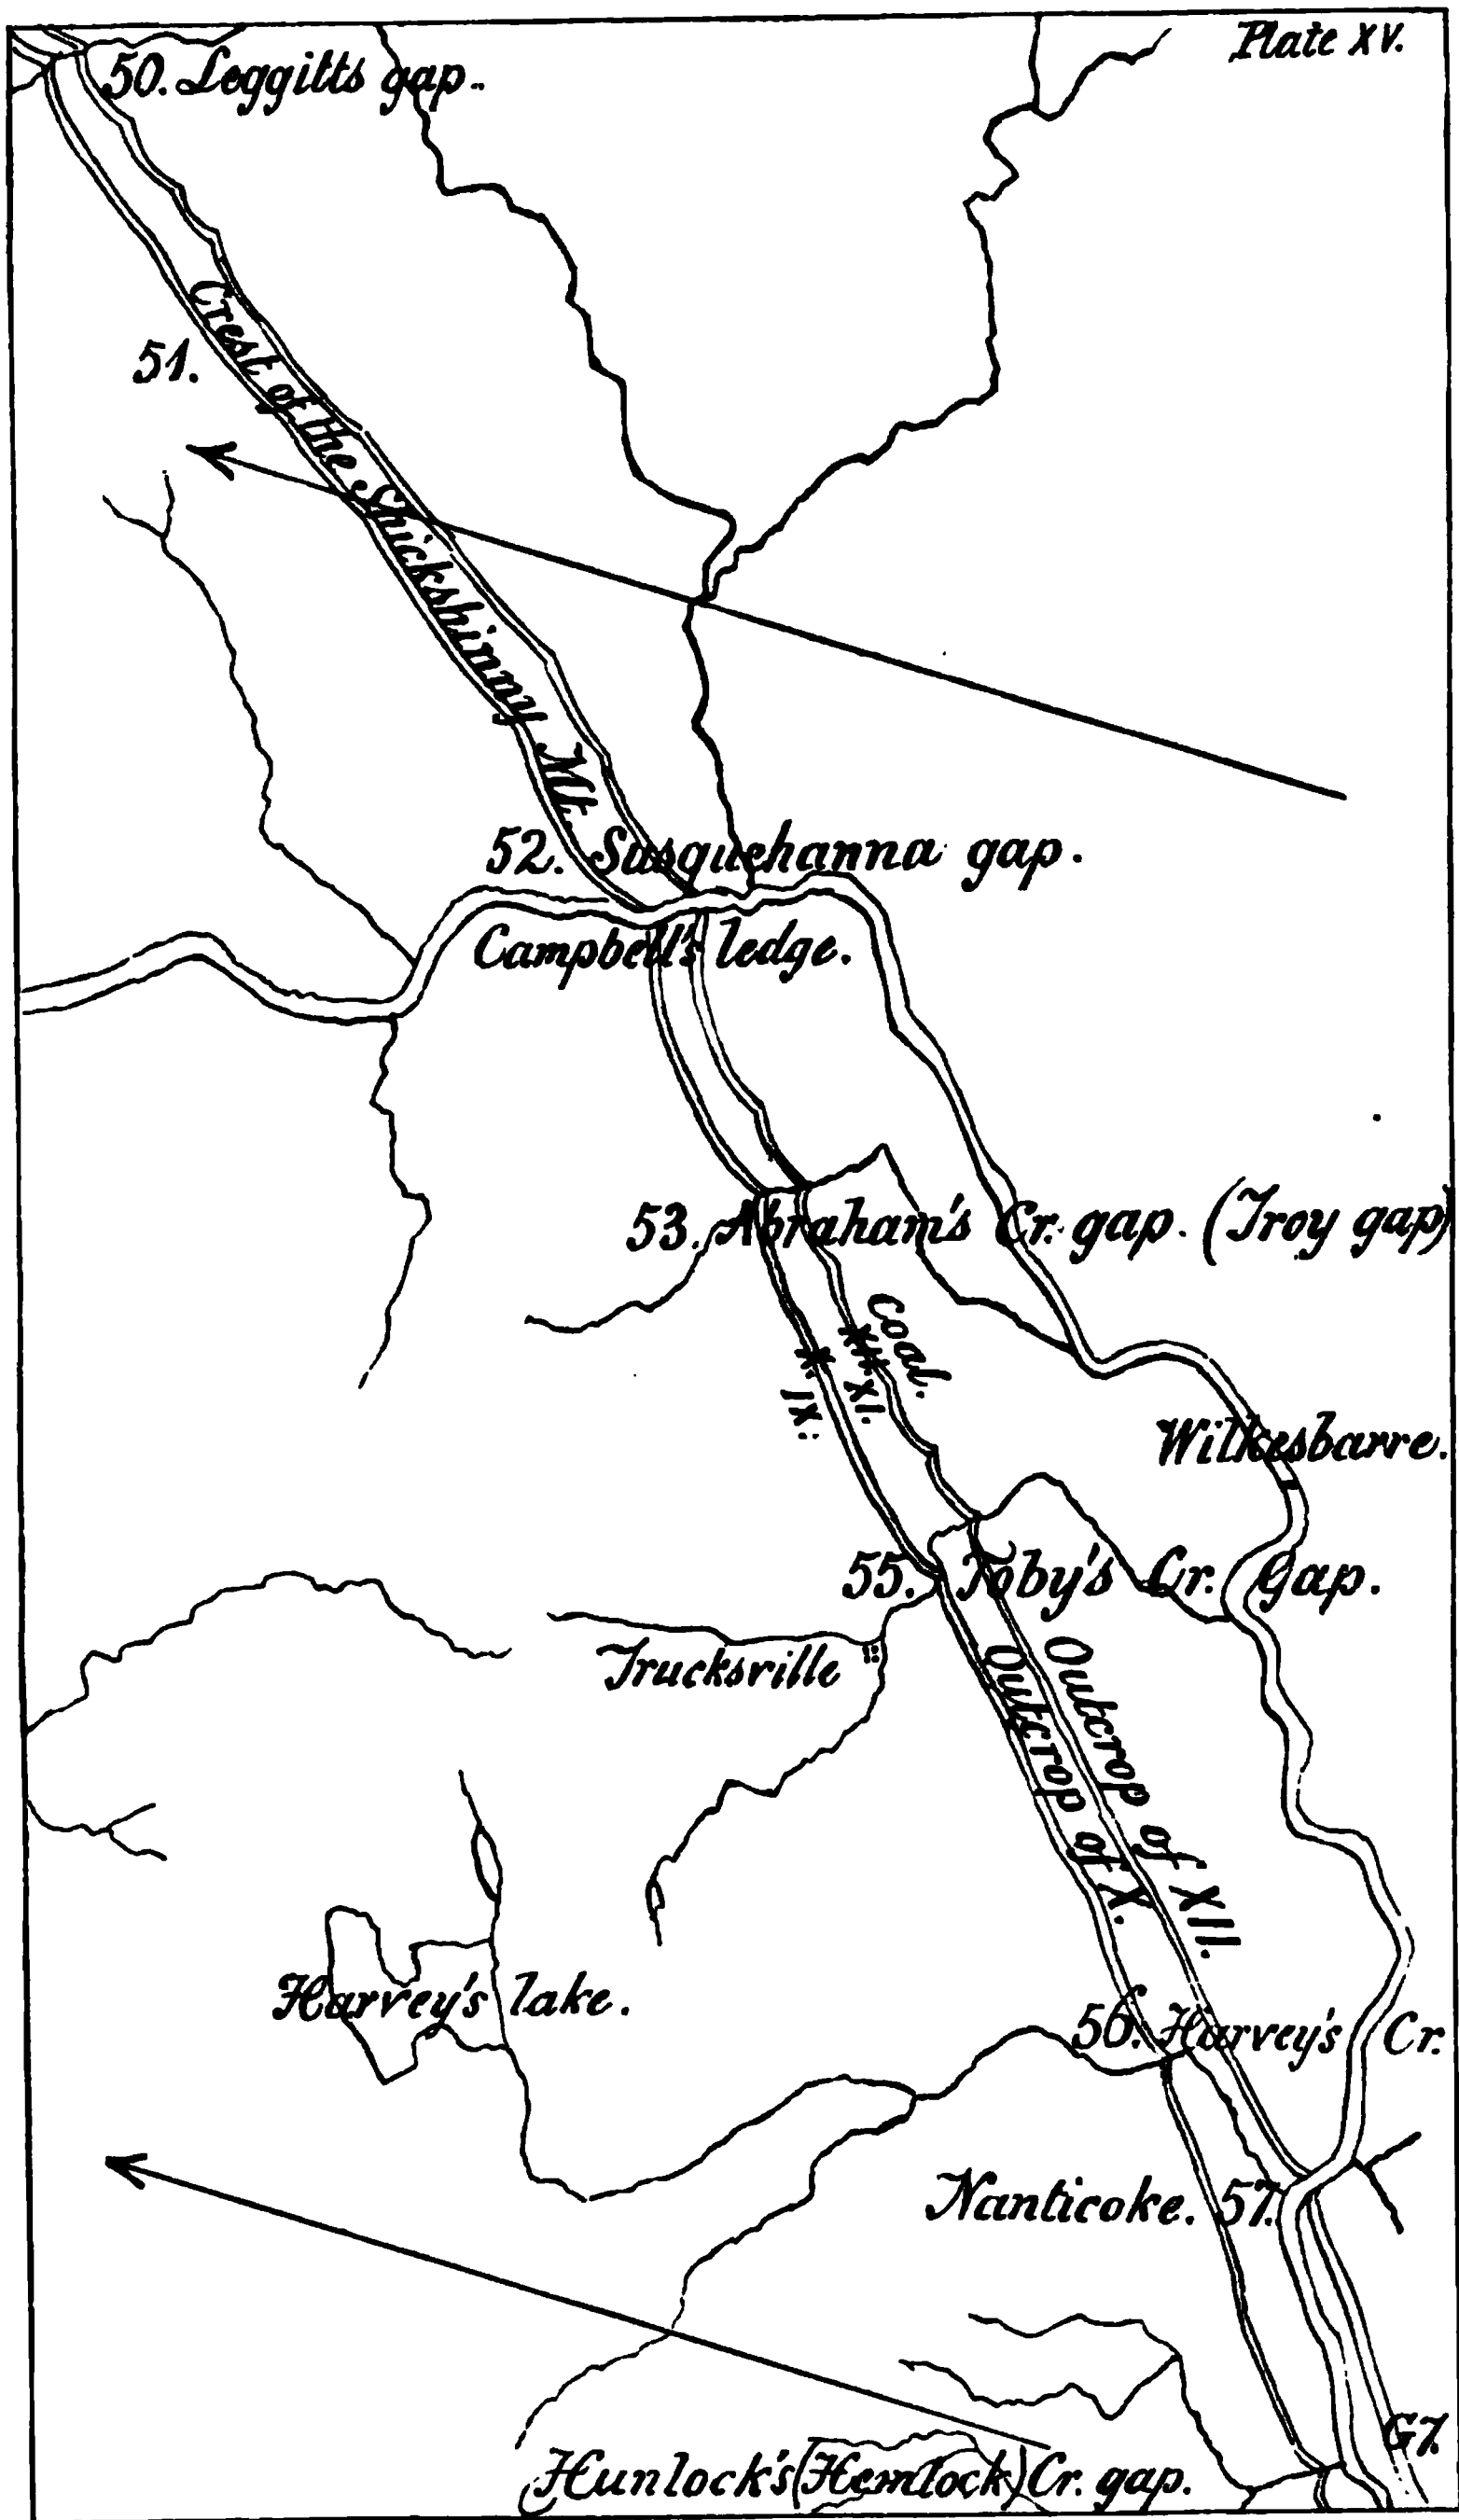 Plate XV.
50. Leggitts gap.
51.
Crest of the Shickshinny Mt.
52. Susquehanna gap.
Campbell's ledge.
53. Abraham's Cr. gap. (Troy gap)
Coal.
XI.
IX.
Wilkesbarre.
55. Toby's Cr. Gap.
Trucksville
Outcrop of XII.
Outcrop of X.
Harvey's lake.
56. Harvey's Cr.
Nanticoke. 57.
G7.
Hunlock's (Hemlock) Cr. gap.